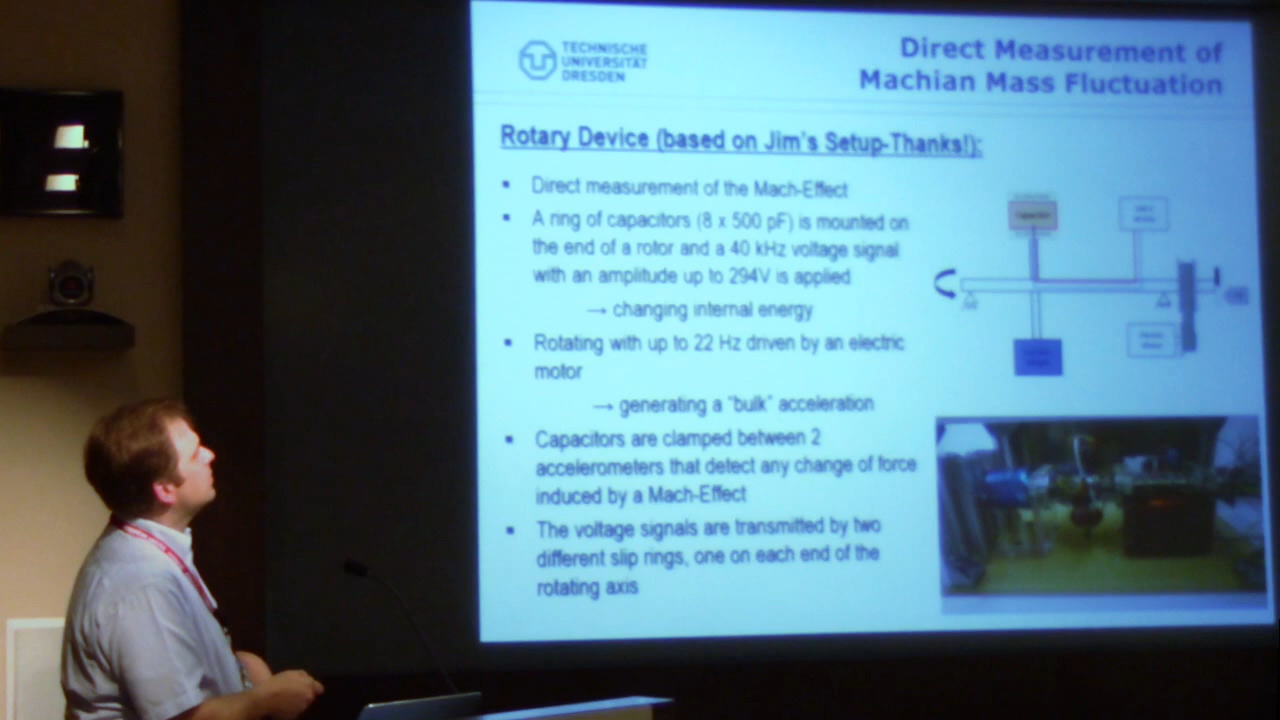 TECHNISCHE
UNIVERSITÄT
DRESDEN
Direct Measurement of
Machian Mass Fluctuation
Rotary Device (based on Jim's Setup-Thanks!):
▪ Direct measurement of the Mach-Effect
▪ A ring of capacitors (8 x 500 pF) is mounted on
the end of a rotor and a 40 kHz voltage signal
with an amplitude up to 294V is applied
→ changing internal energy
▪ Rotating with up to 22 Hz driven by an electric
motor
→ generating a "bulk" acceleration
▪ Capacitors are clamped between 2
accelerometers that detect any change of force
induced by a Mach-Effect
▪ The voltage signals are transmitted by two
different slip rings, one on each end of the
rotating axis
Capacitor